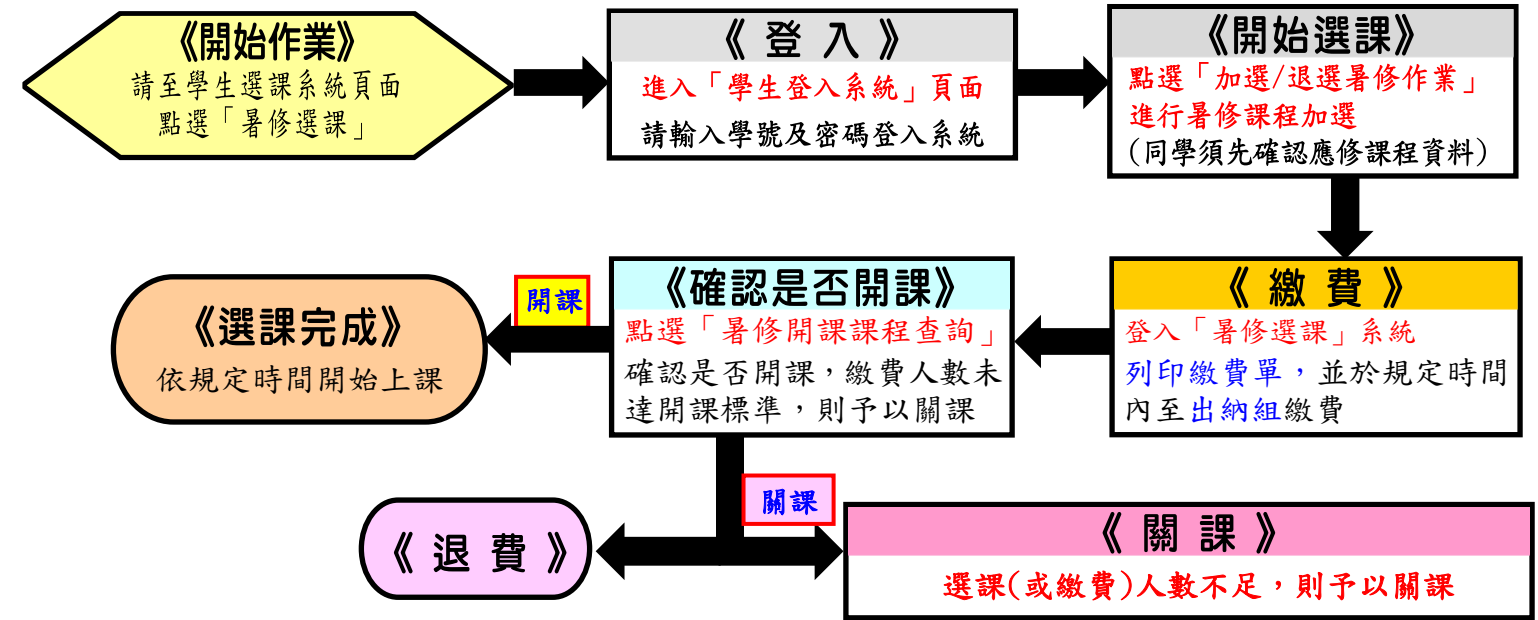 《開始作業》
請至學生選課系統頁面
點選「暑修選課」
《 登 入 》
進入「學生登入系統」頁面
請輸入學號及密碼登入系統
《開始選課》
點選「加選/退選暑修作業」
進行暑修課程加選
(同學須先確認應修課程資料)
《 繳 費 》
登入「暑修選課」系統
列印繳費單，並於規定時間
內至出納組繳費
《確認是否開課》
點選「暑修開課課程查詢」
確認是否開課，繳費人數未
達開課標準，則予以關課
開課
《選課完成》
依規定時間開始上課
關課
《 退 費 》
《 關 課 》
選課(或繳費)人數不足，則予以關課